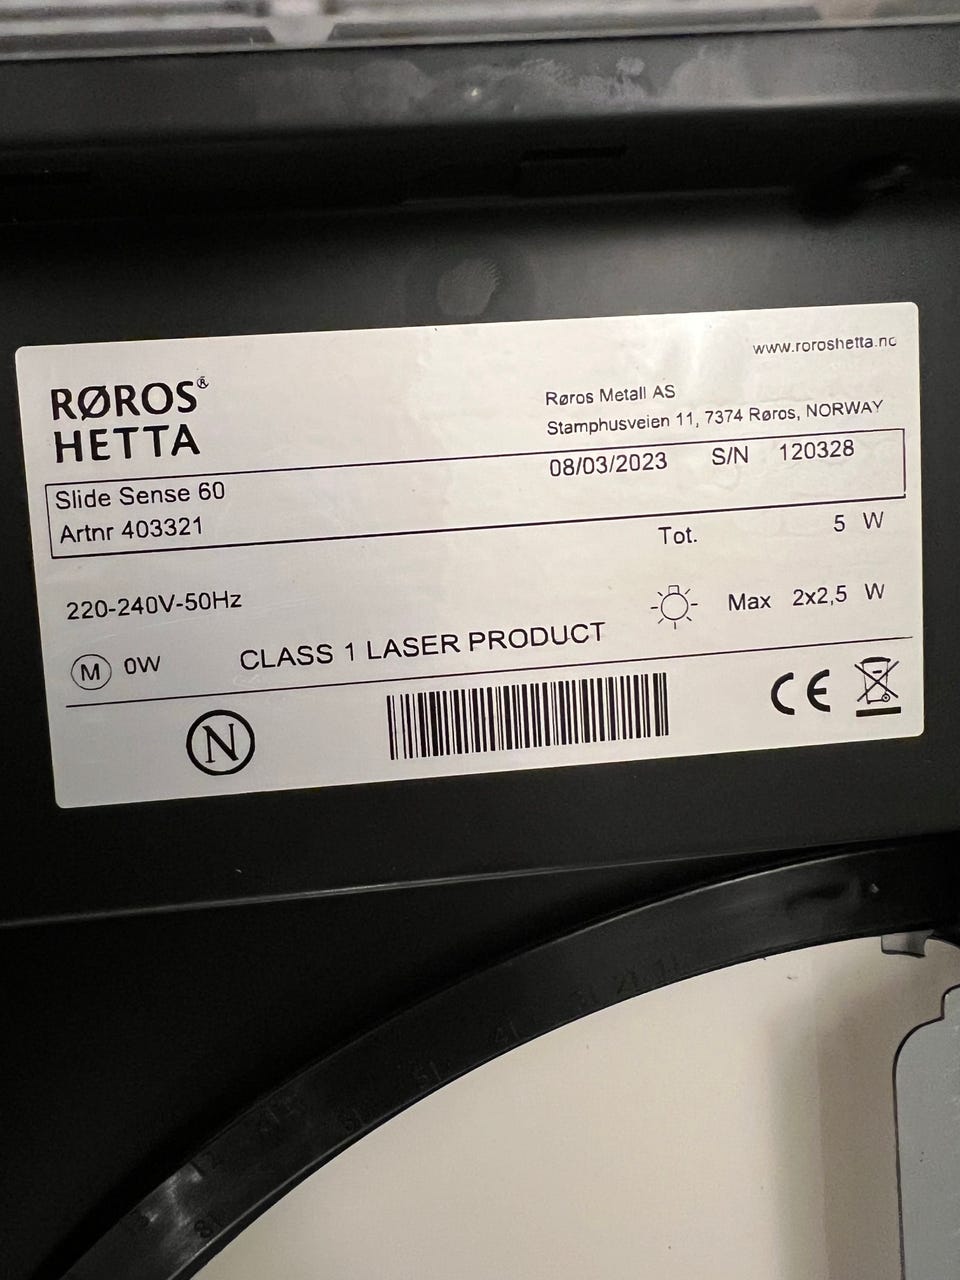 www.roroshetta.no
RØROS®
HETTA
Røros Metall AS
Stamphusveien 11, 7374 Røros, NORWAY
08/03/2023 S/N 120328
Slide Sense 60
Artnr 403321
Tot. 5 W
220-240V-50Hz
Max 2x2,5 W
M 0W
CLASS 1 LASER PRODUCT
N
CE